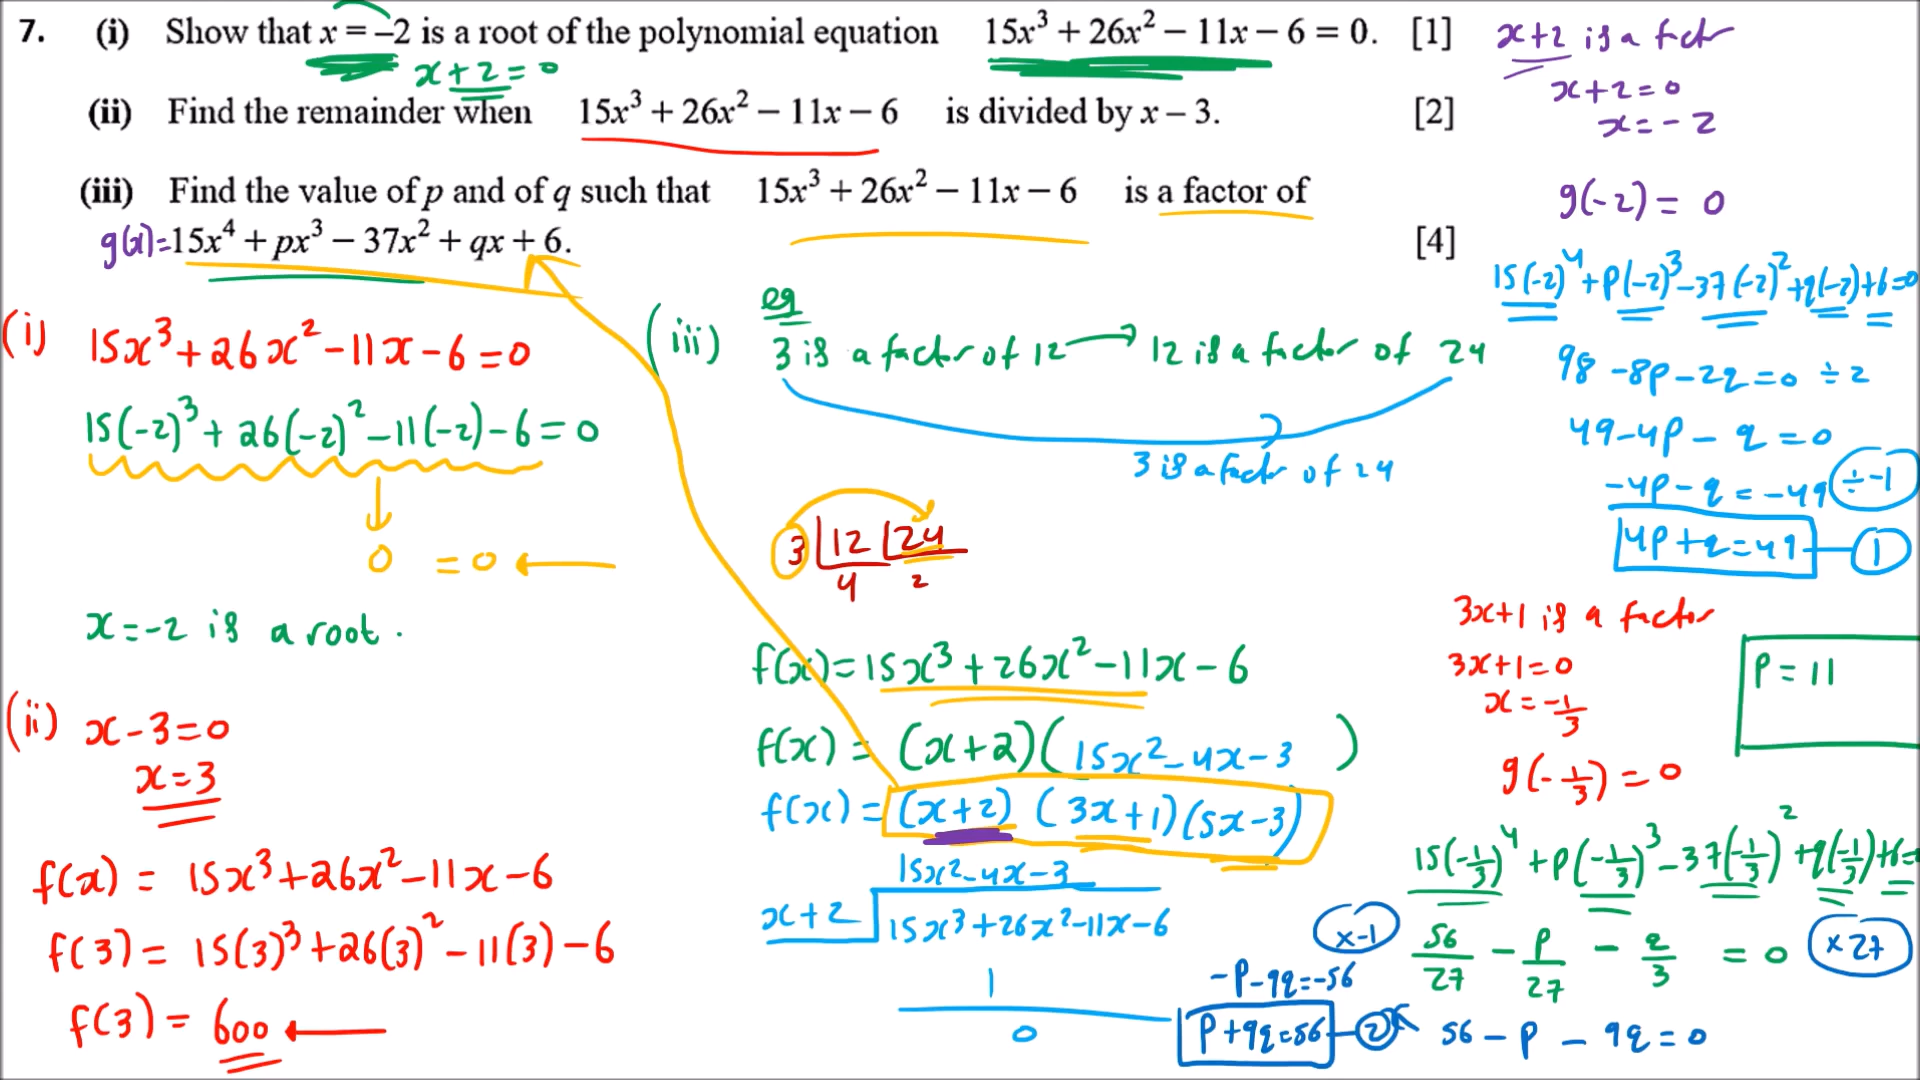 7. (i) Show that x = –2 is a root of the polynomial equation 15x³ + 26x² – 11x – 6 = 0. [1]
x+2=0
(ii) Find the remainder when 15x³ + 26x² – 11x – 6 is divided by x – 3. [2]
(iii) Find the value of p and of q such that 15x³ + 26x² – 11x – 6 is a factor of
g(x)=15x⁴ + px³ – 37x² + qx + 6. [4]
(i) 15x³+26x²-11x-6=0
15(-2)³+26(-2)²-11(-2)-6=0
0 =0
x=-2 is a root.
(ii) x-3=0
x=3
f(x) = 15x³+26x²-11x-6
f(3) = 15(3)³+26(3)²-11(3)-6
f(3) = 600
(iii) eg
3 is a factor of 12 → 12 is a factor of 24
3 is a factor of 24
3 12 24
4 2
f(x)=15x³+26x²-11x-6
f(x) = (x+2)(15x²-4x-3)
f(x) = (x+2)(3x+1)(5x-3)
15x²-4x-3
x+2 15x³+26x²-11x-6
0
x+2 is a fctr
x+2=0
x=-2
g(-2) = 0
15(-2)⁴+p(-2)³-37(-2)²+q(-2)+6=0
98-8p-2q=0 ÷2
49-4p-q=0
-4p-q=-49 ÷-1
4p+q=49 1
3x+1 is a factor
3x+1=0
x=-1/3
g(-1/3)=0
15(-1/3)⁴+p(-1/3)³-37(-1/3)²+q(-1/3)+6=
56/27 - p/27 - q/3 = 0 x27
56-p-9q=0
x-1
-p-9q=-56
p+9q=56 2
p=11